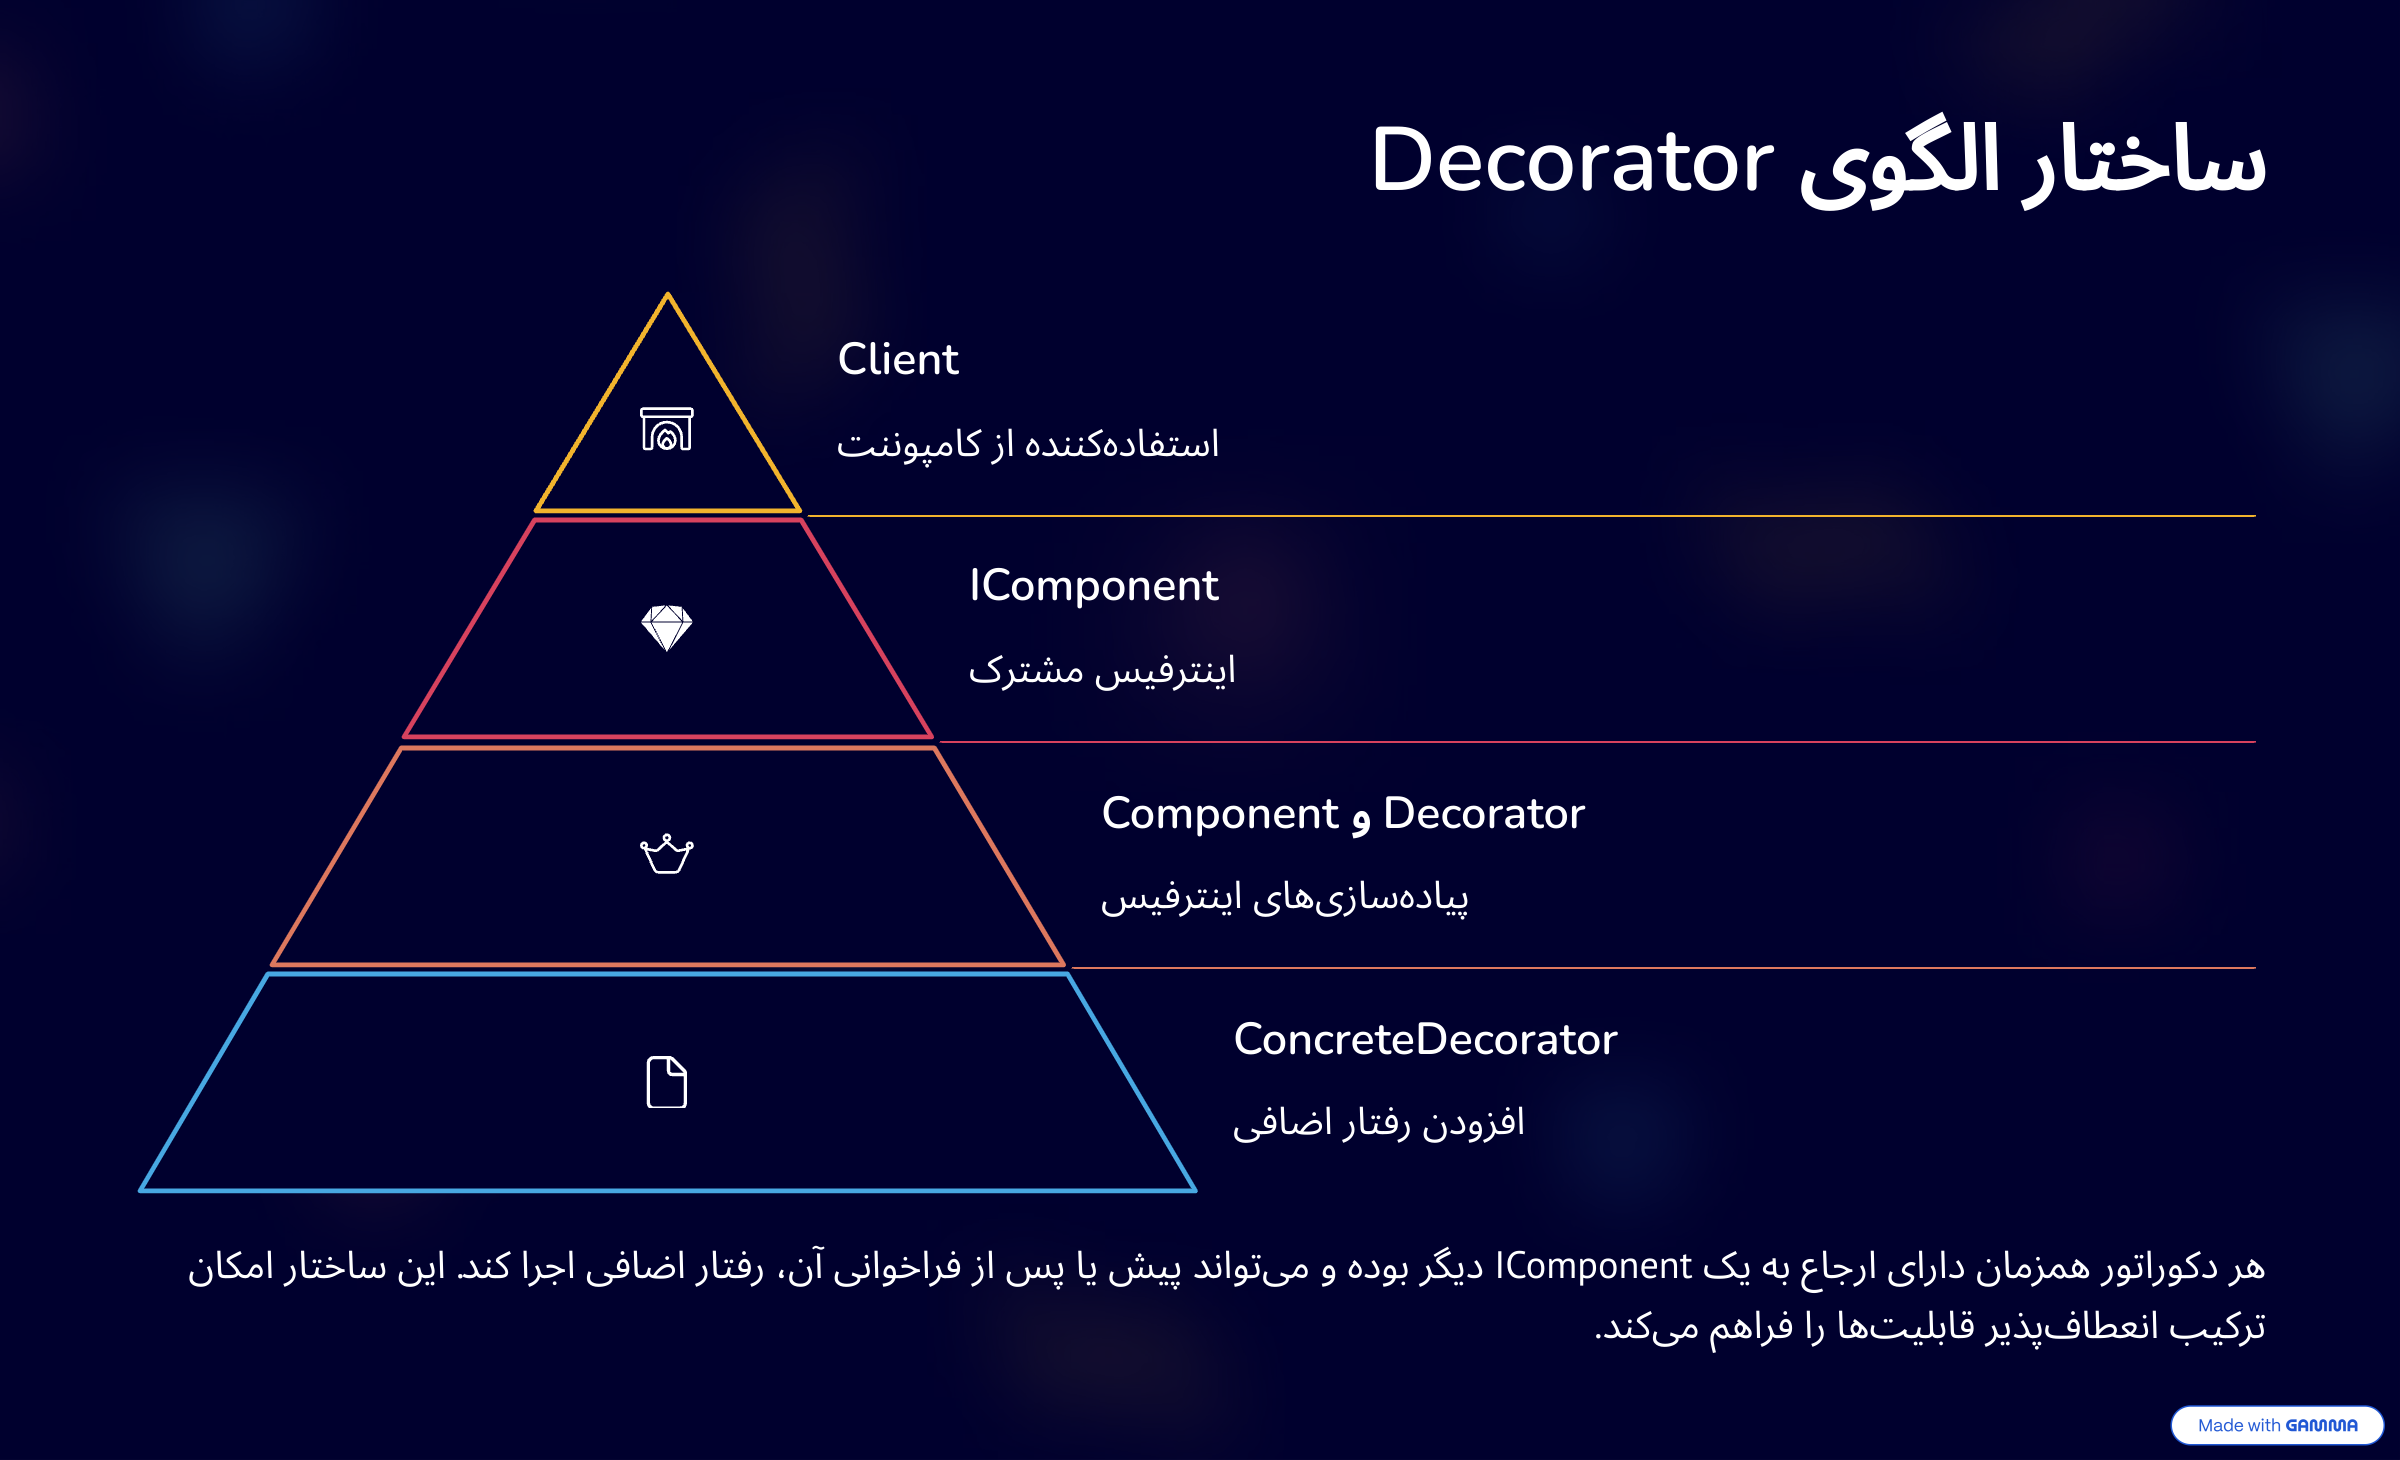 ساختار الگوی Decorator
Client
استفاده‌کننده از کامپوننت
IComponent
اینترفیس مشترک
Component و Decorator
پیاده‌سازی‌های اینترفیس
ConcreteDecorator
افزودن رفتار اضافی
هر دکوراتور همزمان دارای ارجاع به یک IComponent دیگر بوده و می‌تواند پیش یا پس از فراخوانی آن، رفتار اضافی اجرا کند. این ساختار امکان
ترکیب انعطاف‌پذیر قابلیت‌ها را فراهم می‌کند.
Made with GAMMA